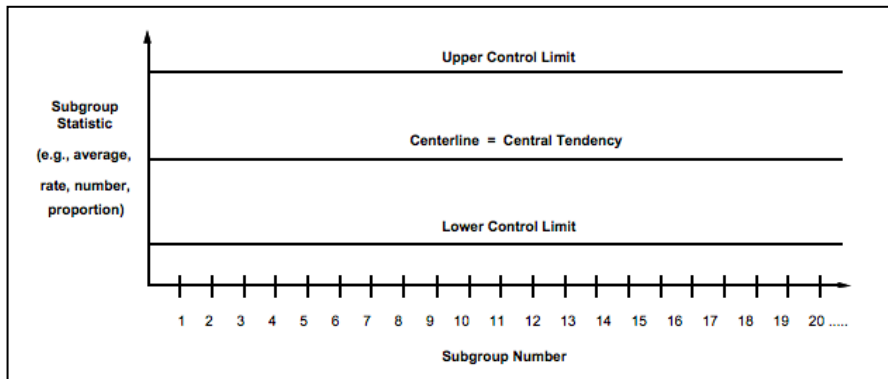 Upper Control Limit
Subgroup
Statistic
(e.g., average,
rate, number,
proportion)
Centerline = Central Tendency
Lower Control Limit
1 2 3 4 5 6 7 8 9 10 11 12 13 14 15 16 17 18 19 20 .....
Subgroup Number